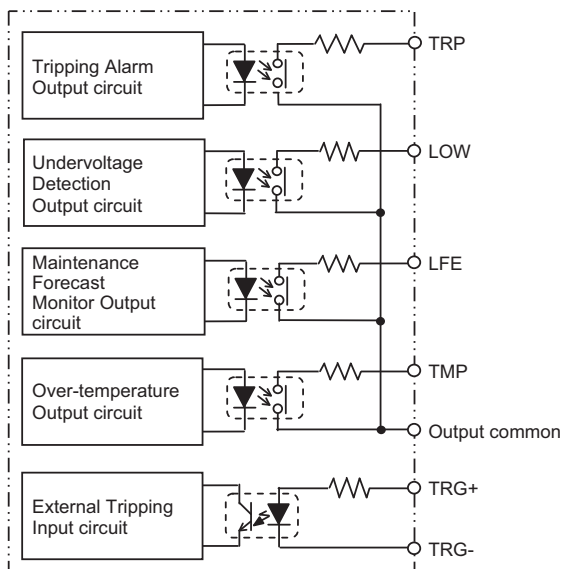 Tripping Alarm
Output circuit
TRP
Undervoltage
Detection
Output circuit
LOW
Maintenance
Forecast
Monitor Output
circuit
LFE
Over-temperature
Output circuit
TMP
Output common
External Tripping
Input circuit
TRG+
TRG-